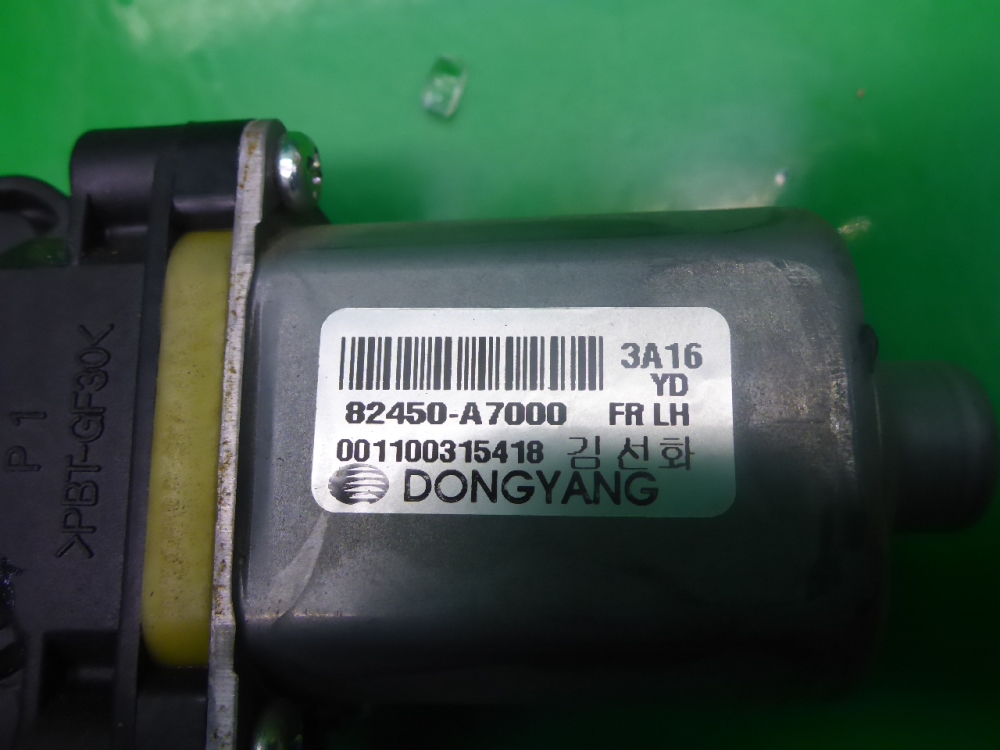 3A16
YD
82450-A7000 FR LH
001100315418 김선화
DONGYANG
>PBT-GF30<
P 1